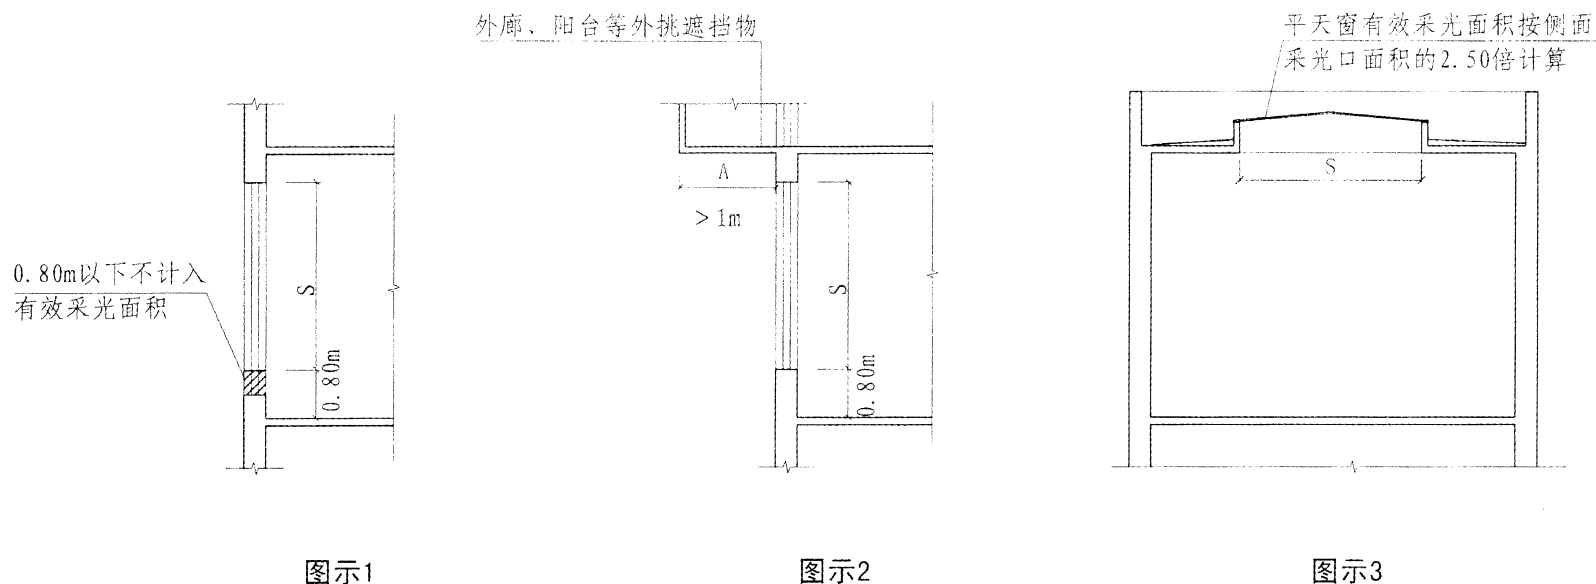 外廊、阳台等外挑遮挡物
平天窗有效采光面积按侧面
采光口面积的2.50倍计算
A
S
>1m
0.80m以下不计入
有效采光面积
S
S
0.80m
0.80m
图示1
图示2
图示3